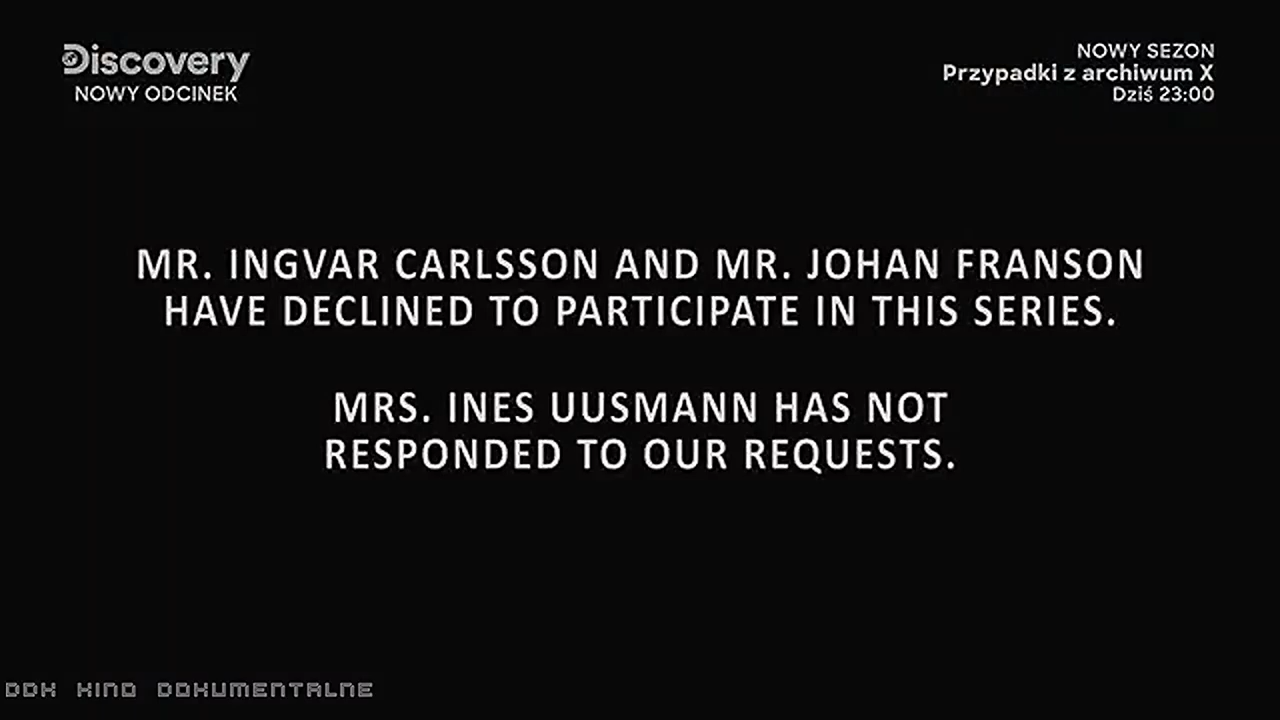 Discovery
NOWY ODCINEK
NOWY SEZON
Przypadki z archiwum X
Dziś 23:00
MR. INGVAR CARLSSON AND MR. JOHAN FRANSON
HAVE DECLINED TO PARTICIPATE IN THIS SERIES.
MRS. INES UUSMANN HAS NOT
RESPONDED TO OUR REQUESTS.
DOK KINO DOKUMENTALNE